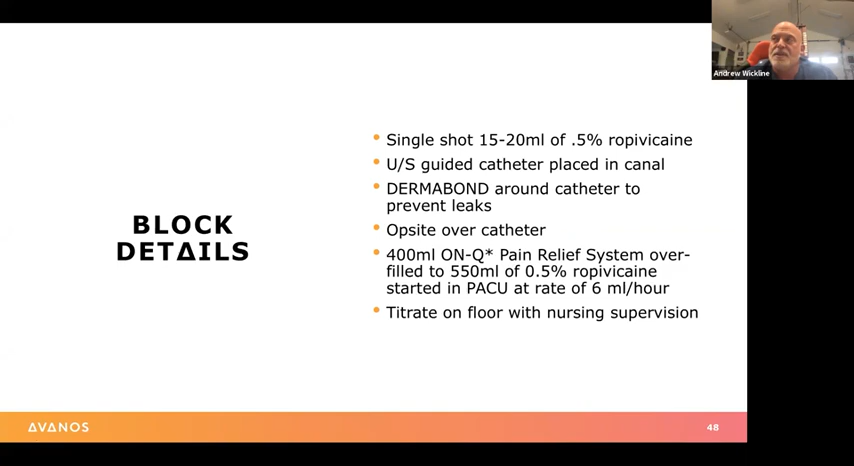 Andrew Wickline
BLOCK
DETΔILS
• Single shot 15-20ml of .5% ropivicaine
• U/S guided catheter placed in canal
• DERMABOND around catheter to
prevent leaks
• Opsite over catheter
• 400ml ON-Q* Pain Relief System over-
filled to 550ml of 0.5% ropivicaine
started in PACU at rate of 6 ml/hour
• Titrate on floor with nursing supervision
ΔVΔNOS
48